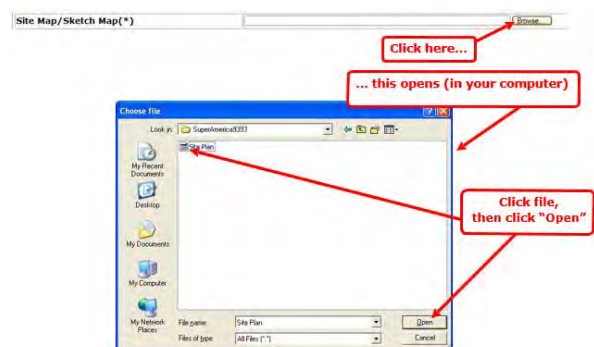 Site Map/Sketch Map(*)
Browse...
Click here...
... this opens (in your computer)
Choose file
Look in:
SuperAmerica9393
Site Plan
My Recent
Documents
Desktop
My Documents
My Computer
My Network
Places
Click file,
then click “Open”
File name:
Site Plan
Open
Files of type:
All Files (*.*)
Cancel